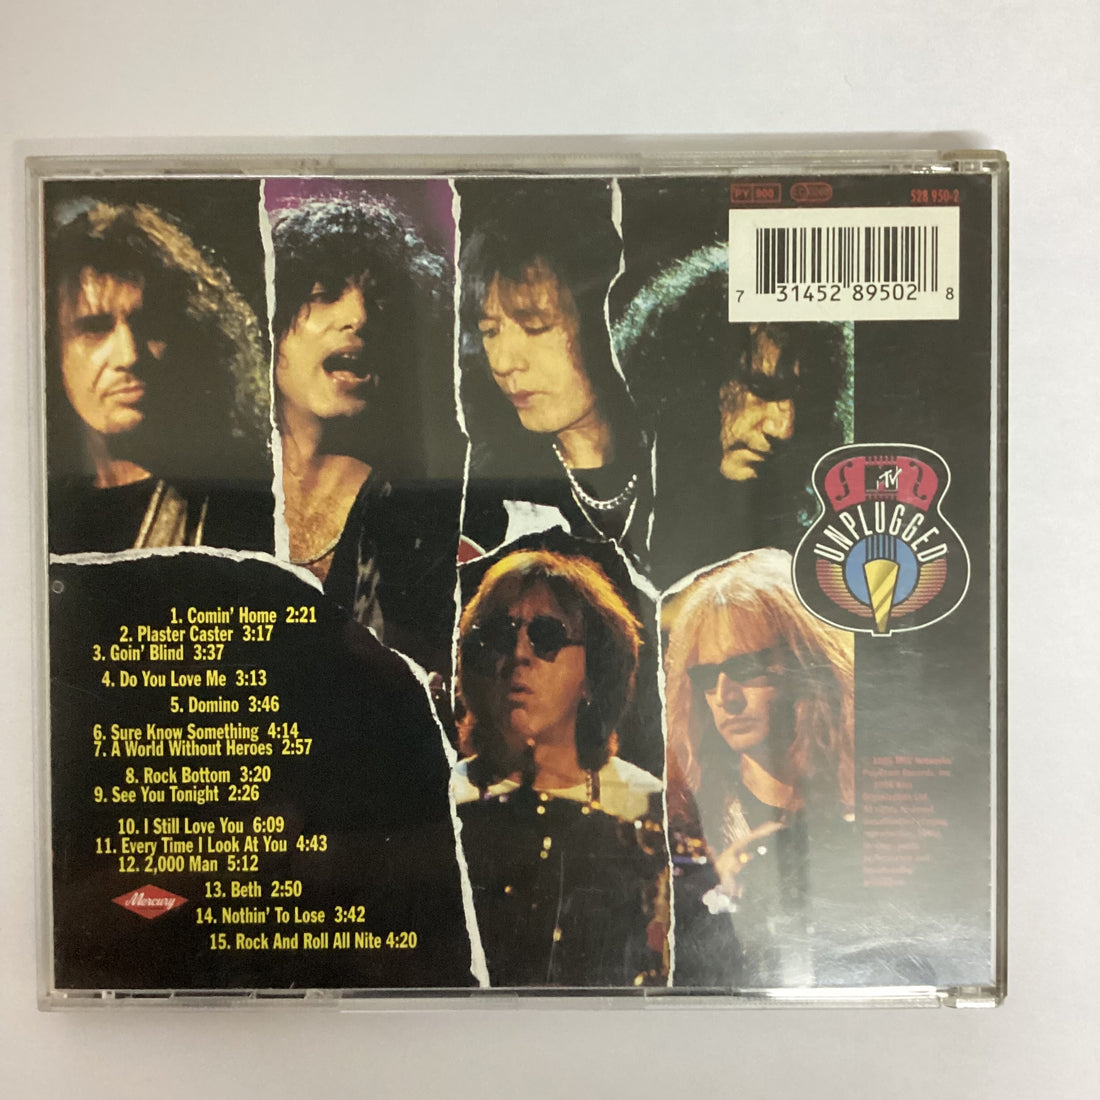 PY 900
528 950-2
7 31452 89502 8
MTV
UNPLUGGED
1. Comin' Home 2:21
2. Plaster Caster 3:17
3. Goin' Blind 3:37
4. Do You Love Me 3:13
5. Domino 3:46
6. Sure Know Something 4:14
7. A World Without Heroes 2:57
8. Rock Bottom 3:20
9. See You Tonight 2:26
10. I Still Love You 6:09
11. Every Time I Look At You 4:43
12. 2,000 Man 5:12
13. Beth 2:50
14. Nothin' To Lose 3:42
15. Rock And Roll All Nite 4:20
Mercury